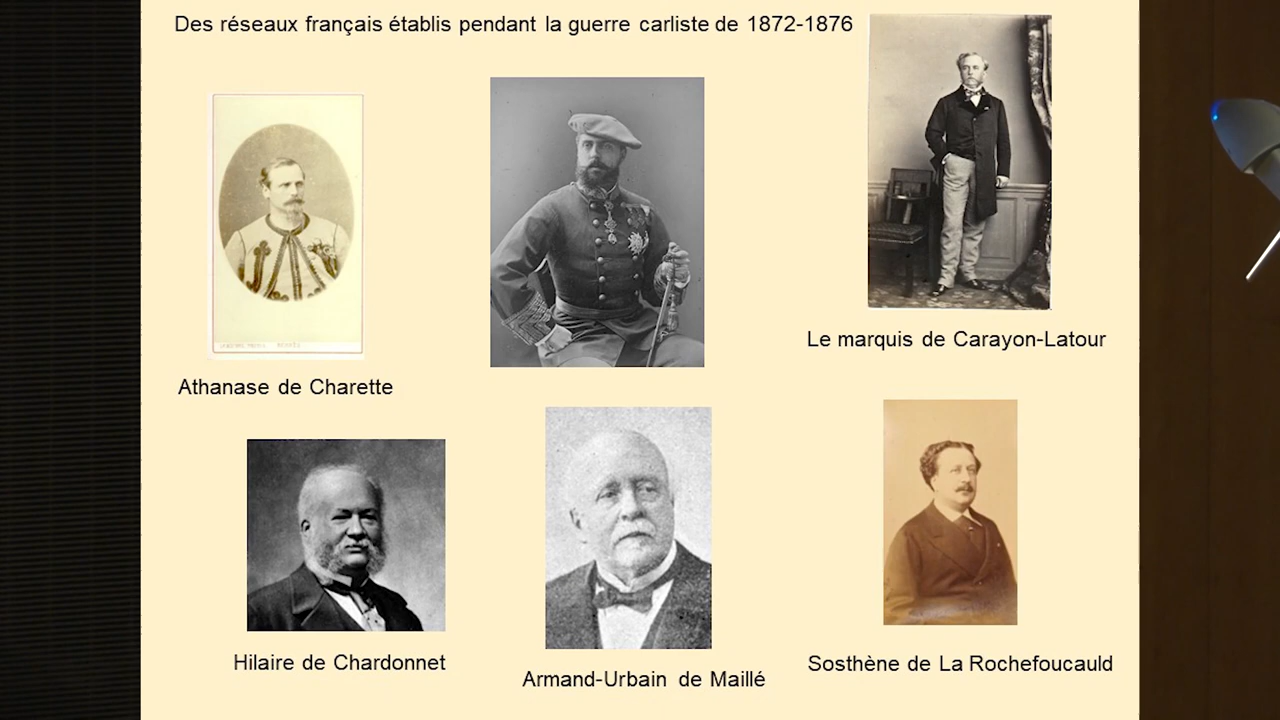 Des réseaux français établis pendant la guerre carliste de 1872-1876
Le marquis de Carayon-Latour
Athanase de Charette
Hilaire de Chardonnet
Armand-Urbain de Maillé
Sosthène de La Rochefoucauld